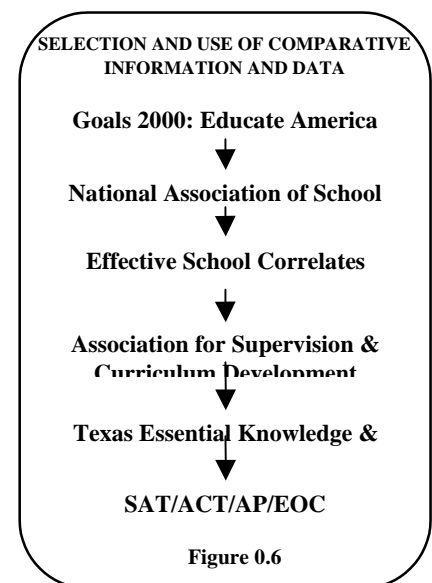 SELECTION AND USE OF COMPARATIVE
INFORMATION AND DATA
Goals 2000: Educate America
National Association of School
Effective School Correlates
Association for Supervision &
Curriculum Development
Texas Essential Knowledge &
SAT/ACT/AP/EOC
Figure 0.6